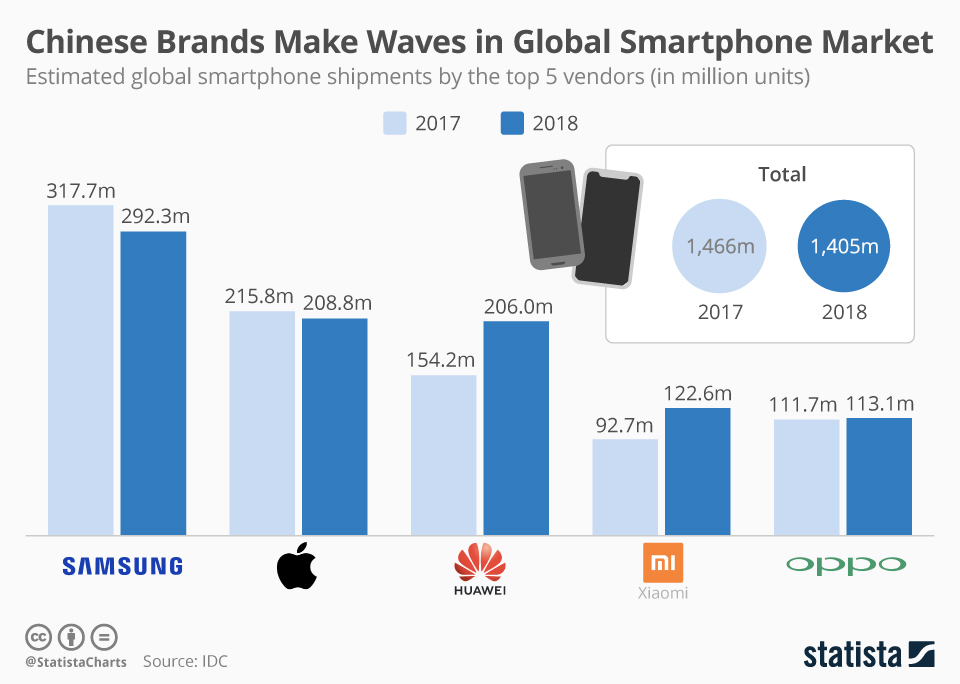 Chinese Brands Make Waves in Global Smartphone Market
Estimated global smartphone shipments by the top 5 vendors (in million units)
2017 2018
Total
1,466m 1,405m
2017 2018
317.7m 292.3m
215.8m 208.8m
154.2m 206.0m
92.7m 122.6m
111.7m 113.1m
SAMSUNG
HUAWEI
mi
Xiaomi
oppo
cc
@StatistaCharts Source: IDC
statista